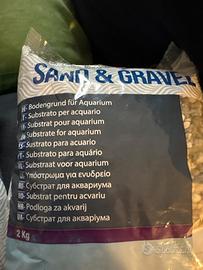 SAND & GRAVEL
Bodengrund für Aquarium
Substrato per acquario
Substrat pour aquarium
Substrate for aquarium
Sustrato para acuario
Substrato para aquário
Substraat voor aquarium
Υπόστρωμα για ενυδρείο
Субстрат для аквариума
Substrat pentru acvariu
Podloga za akvarij
Субстрат для акваріума
2 Kg